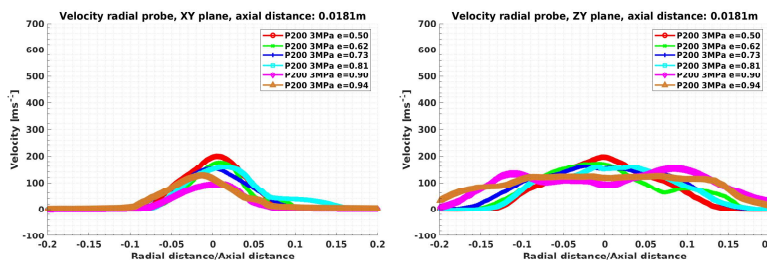 Velocity radial probe, XY plane, axial distance: 0.0181m
700
600
500
400
300
200
100
0
-100
Velocity [ms⁻¹]
P200 3MPa e=0.50
P200 3MPa e=0.62
P200 3MPa e=0.73
P200 3MPa e=0.81
P200 3MPa e=0.90
P200 3MPa e=0.94
-0.2 -0.15 -0.1 -0.05 0 0.05 0.1 0.15 0.2
Radial distance/Axial distance
Velocity radial probe, ZY plane, axial distance: 0.0181m
700
600
500
400
300
200
100
0
-100
Velocity [ms⁻¹]
P200 3MPa e=0.50
P200 3MPa e=0.62
P200 3MPa e=0.73
P200 3MPa e=0.81
P200 3MPa e=0.90
P200 3MPa e=0.94
-0.2 -0.15 -0.1 -0.05 0 0.05 0.1 0.15
Radial distance/Axial distance